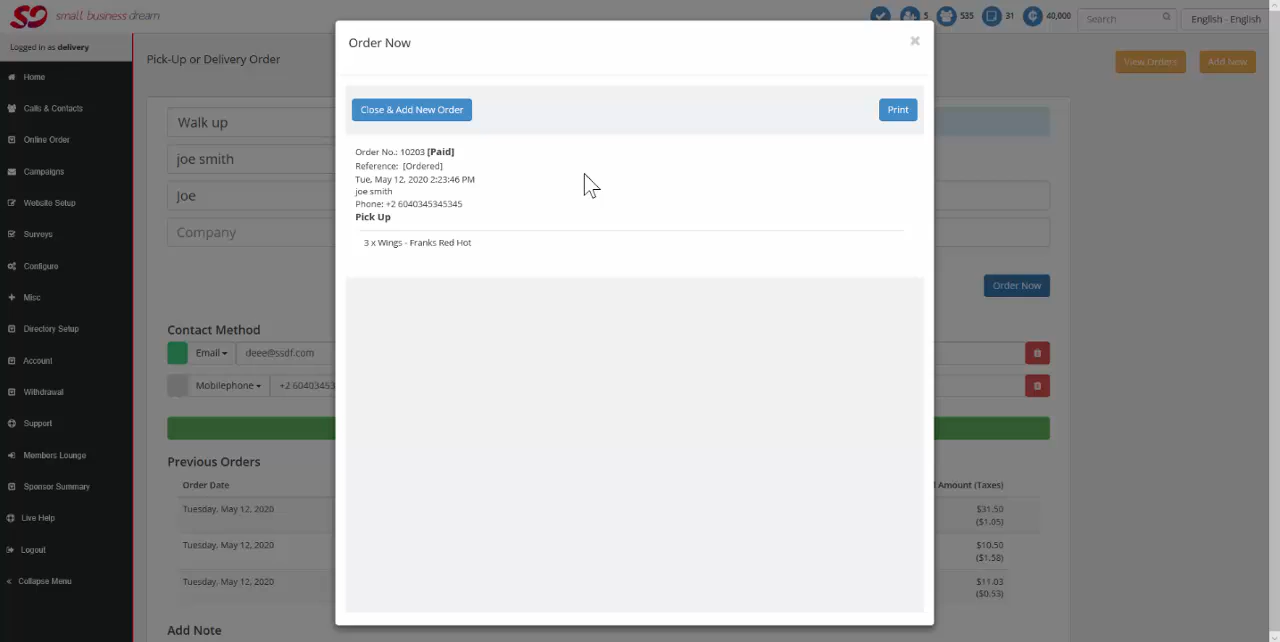 small business dream
5
535
31
40,000
Search
English - English
Logged in as delivery
Home
Calls & Contacts
Online Order
Campaigns
Website Setup
Surveys
Configure
Misc
Directory Setup
Account
Withdrawal
Support
Members Lounge
Sponsor Summary
Live Help
Logout
Collapse Menu
Pick-Up or Delivery Order
View Orders
Add New
Walk up
joe smith
Joe
Company
Order Now
×
Close & Add New Order
Print
Order No.: 10203 [Paid]
Reference: [Ordered]
Tue, May 12, 2020 2:23:46 PM
joe smith
Phone: +2 6040345345345
Pick Up
3 x Wings - Franks Red Hot
Order Now
Contact Method
Email
deee@ssdf.com
Mobilephone
+2 60403453
Previous Orders
Order Date
Amount (Taxes)
Tuesday, May 12, 2020
$31.50
($1.05)
Tuesday, May 12, 2020
$10.50
($1.58)
Tuesday, May 12, 2020
$11.03
($0.53)
Add Note